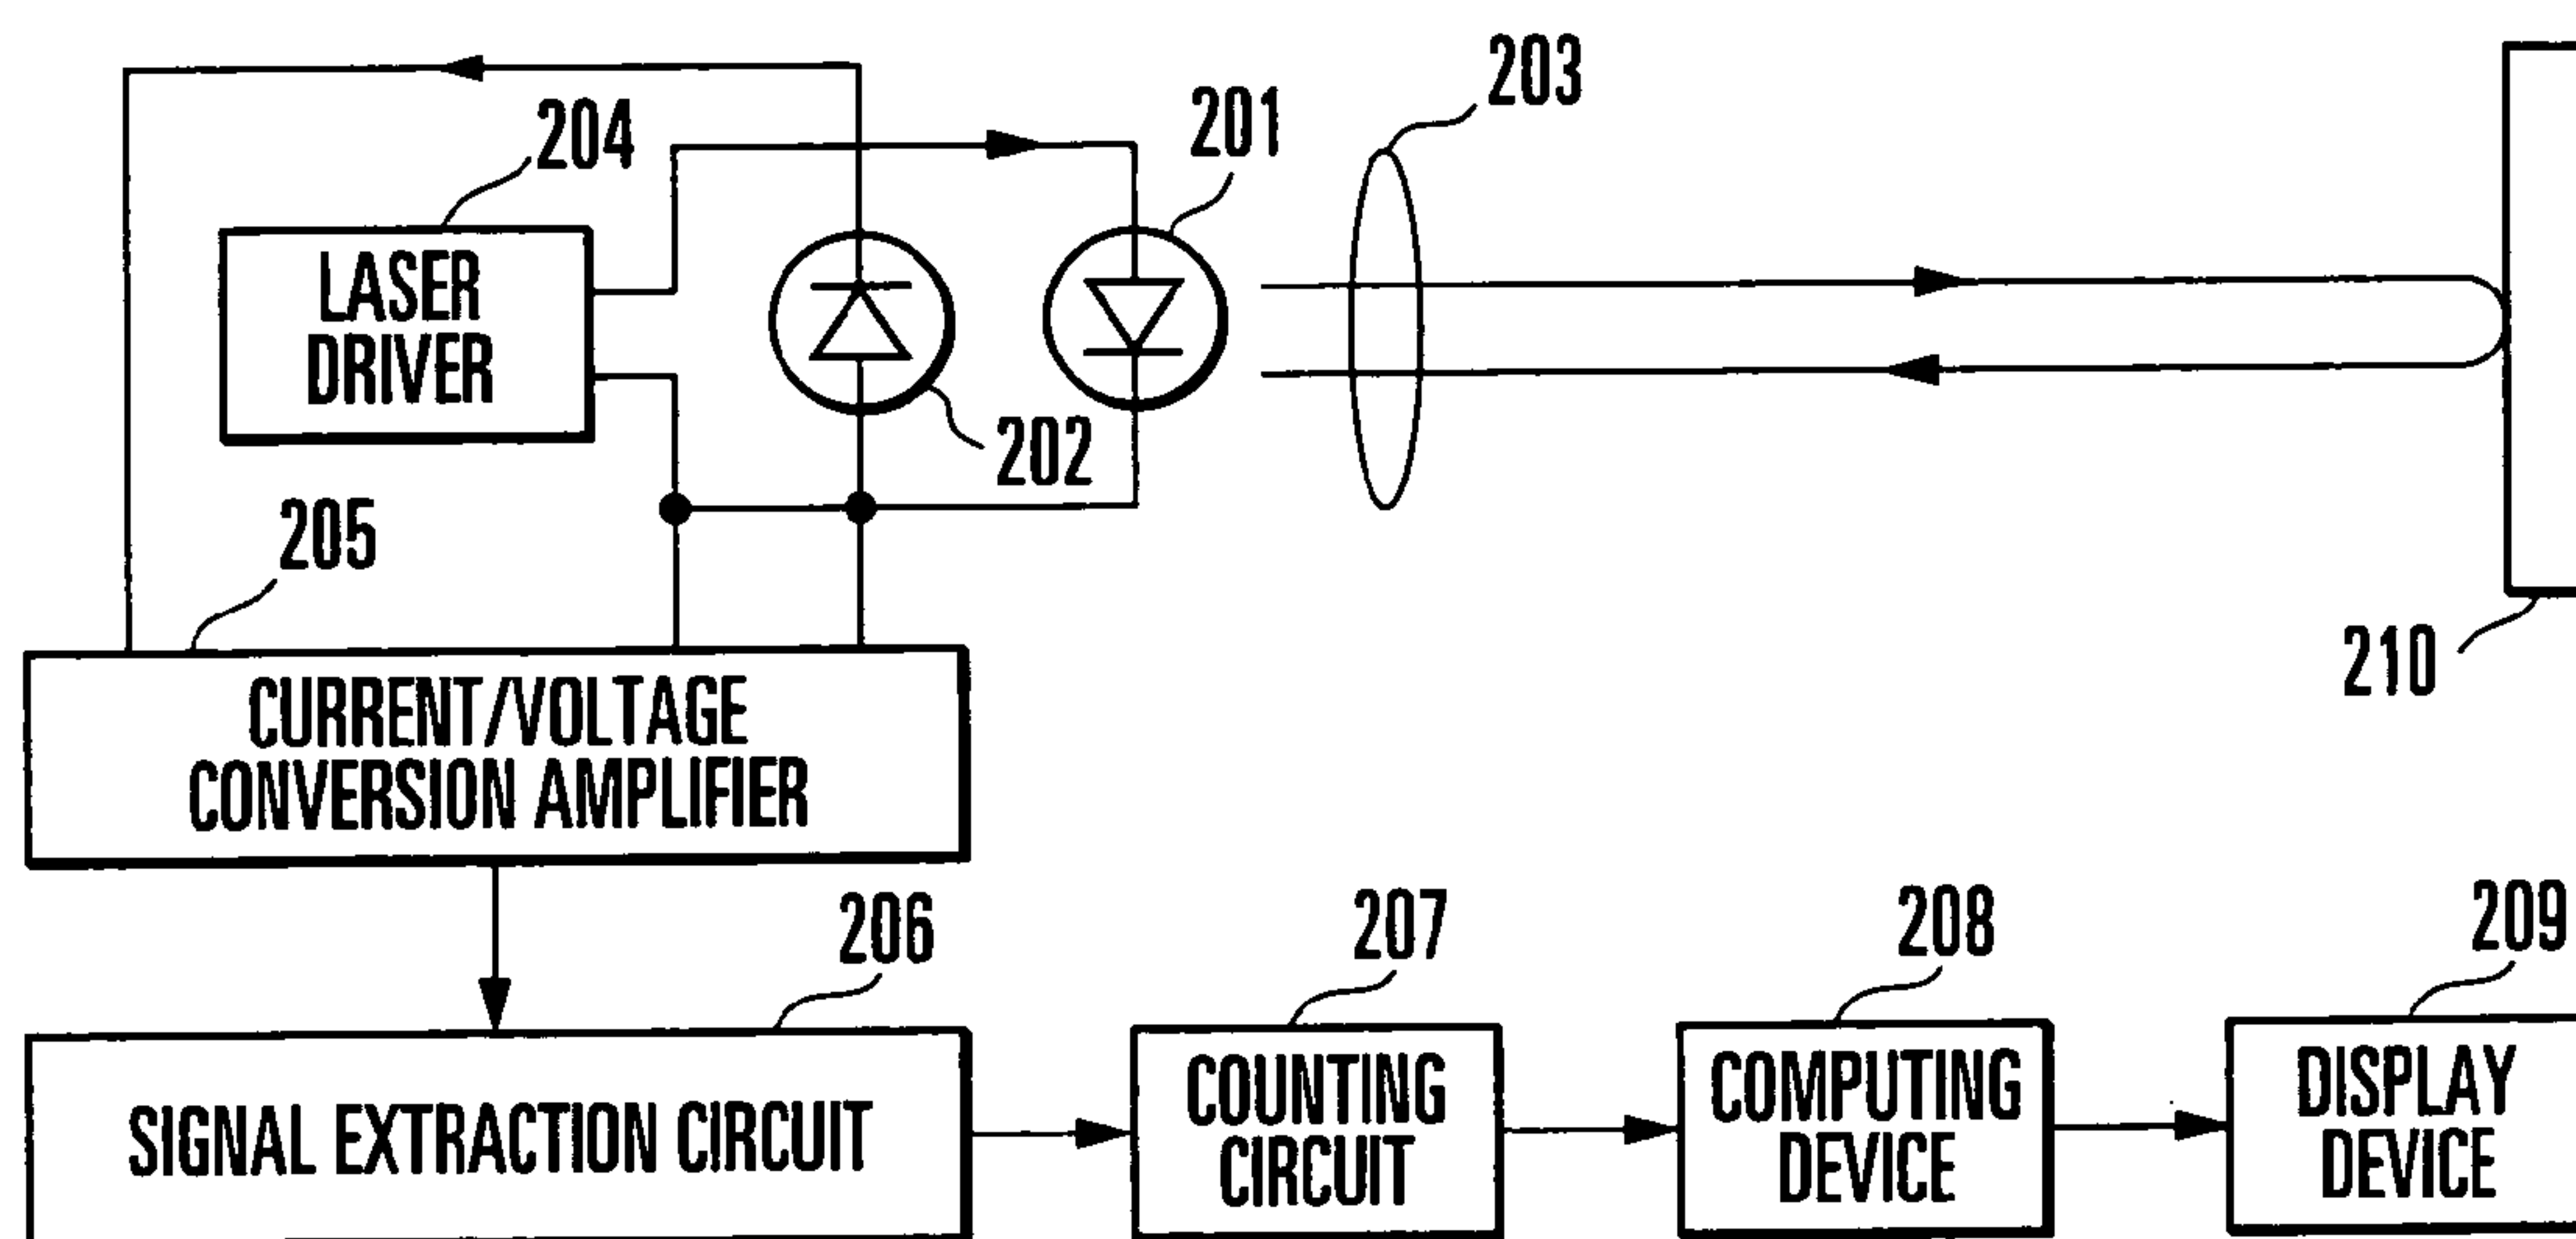 203
201
204
LASER
DRIVER
202
205
210
CURRENT/VOLTAGE
CONVERSION AMPLIFIER
206
207
208
209
SIGNAL EXTRACTION CIRCUIT
COUNTING
CIRCUIT
COMPUTING
DEVICE
DISPLAY
DEVICE